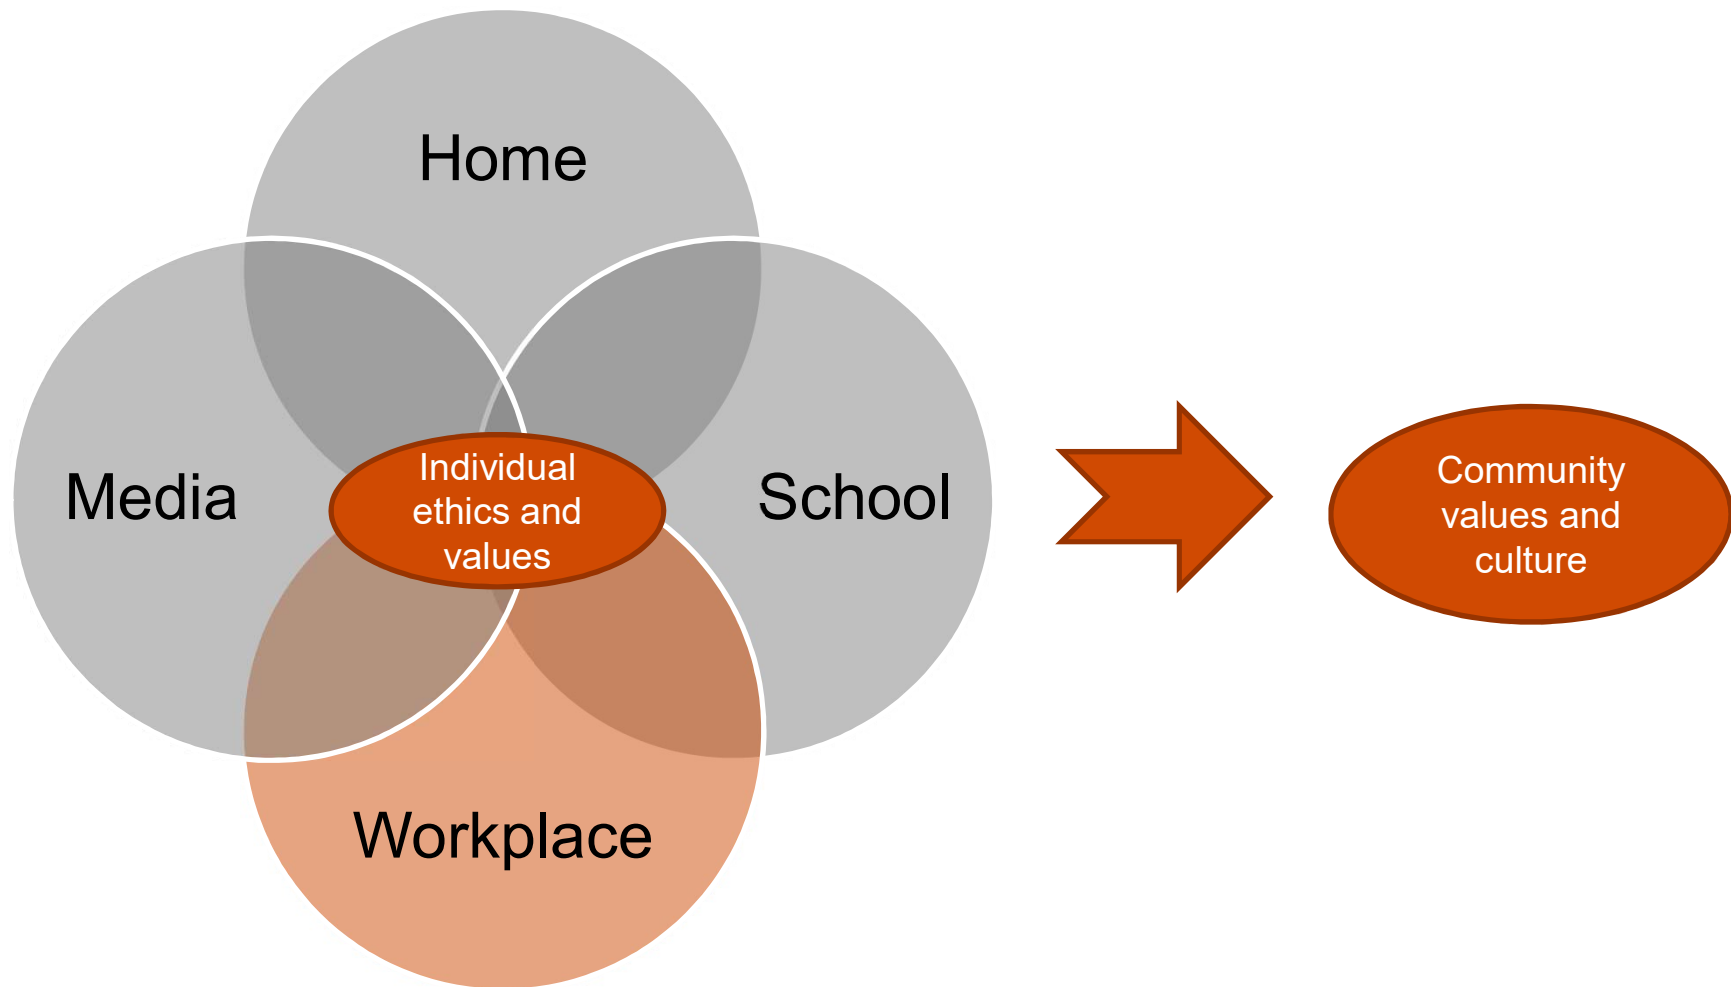 Home
Media
Individual
ethics and
values
School
Workplace
Community
values and
culture